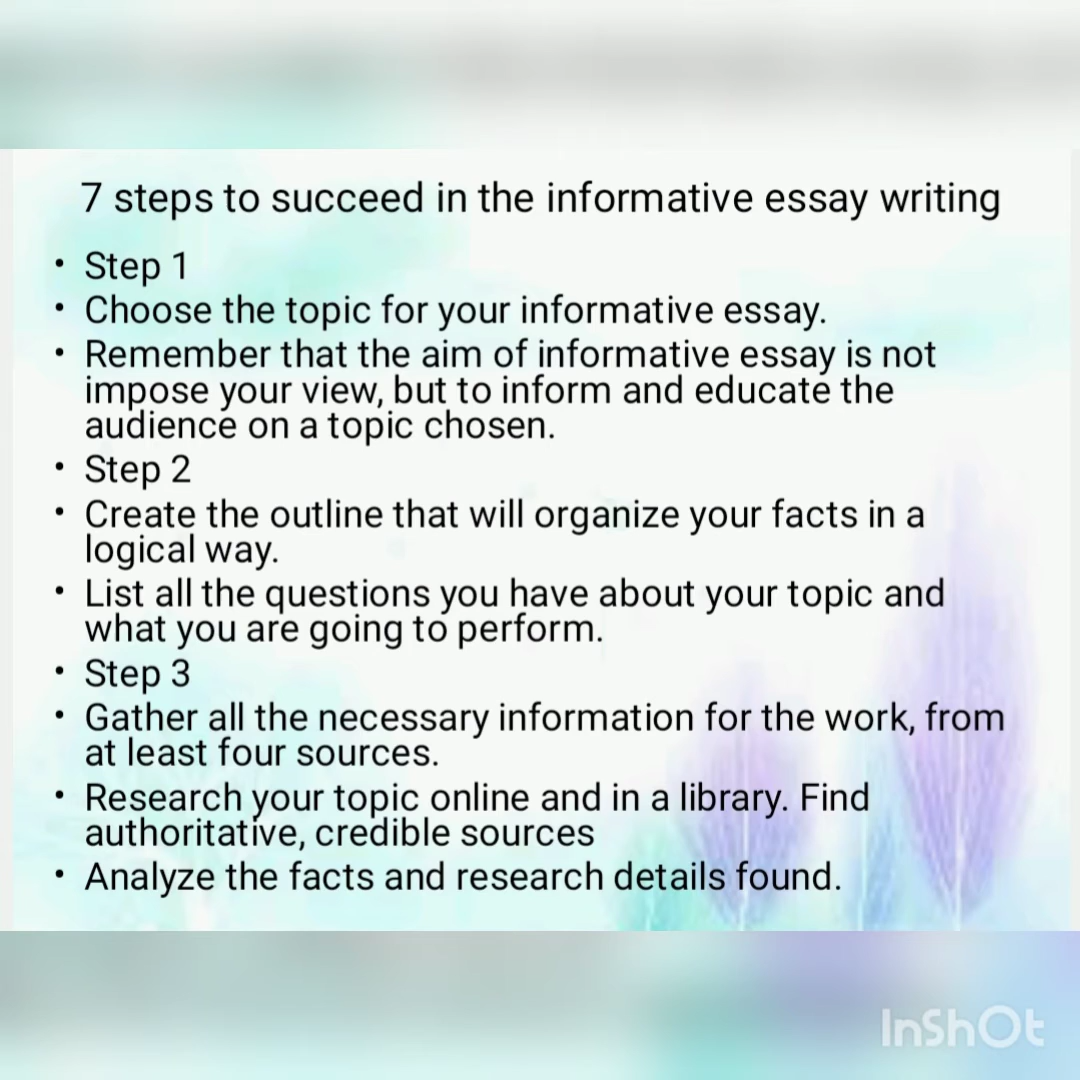 7 steps to succeed in the informative essay writing
• Step 1
• Choose the topic for your informative essay.
• Remember that the aim of informative essay is not
impose your view, but to inform and educate the
audience on a topic chosen.
• Step 2
• Create the outline that will organize your facts in a
logical way.
• List all the questions you have about your topic and
what you are going to perform.
• Step 3
• Gather all the necessary information for the work, from
at least four sources.
• Research your topic online and in a library. Find
authoritative, credible sources
• Analyze the facts and research details found.
InShOt